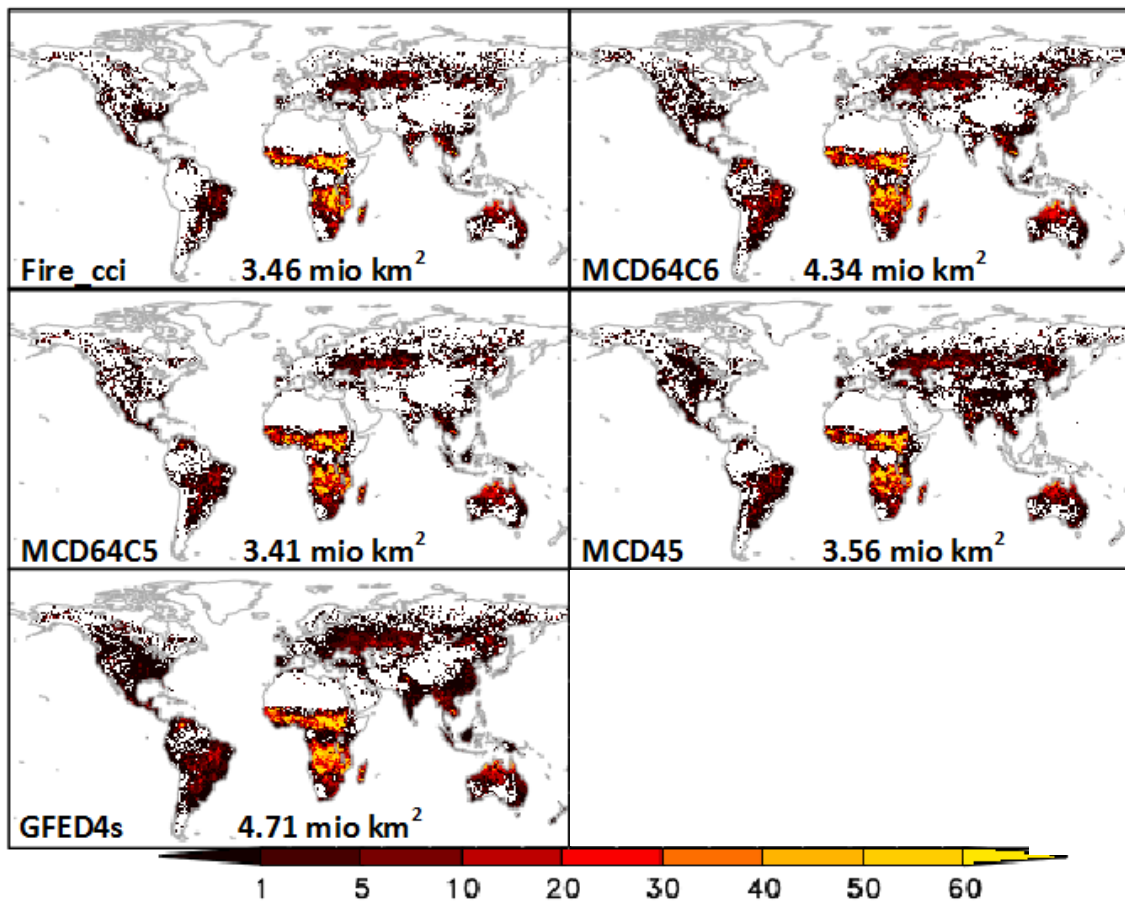 Fire_cci 3.46 mio km²
MCD64C6 4.34 mio km²
MCD64C5 3.41 mio km²
MCD45 3.56 mio km²
GFED4s 4.71 mio km²
1 5 10 20 30 40 50 60